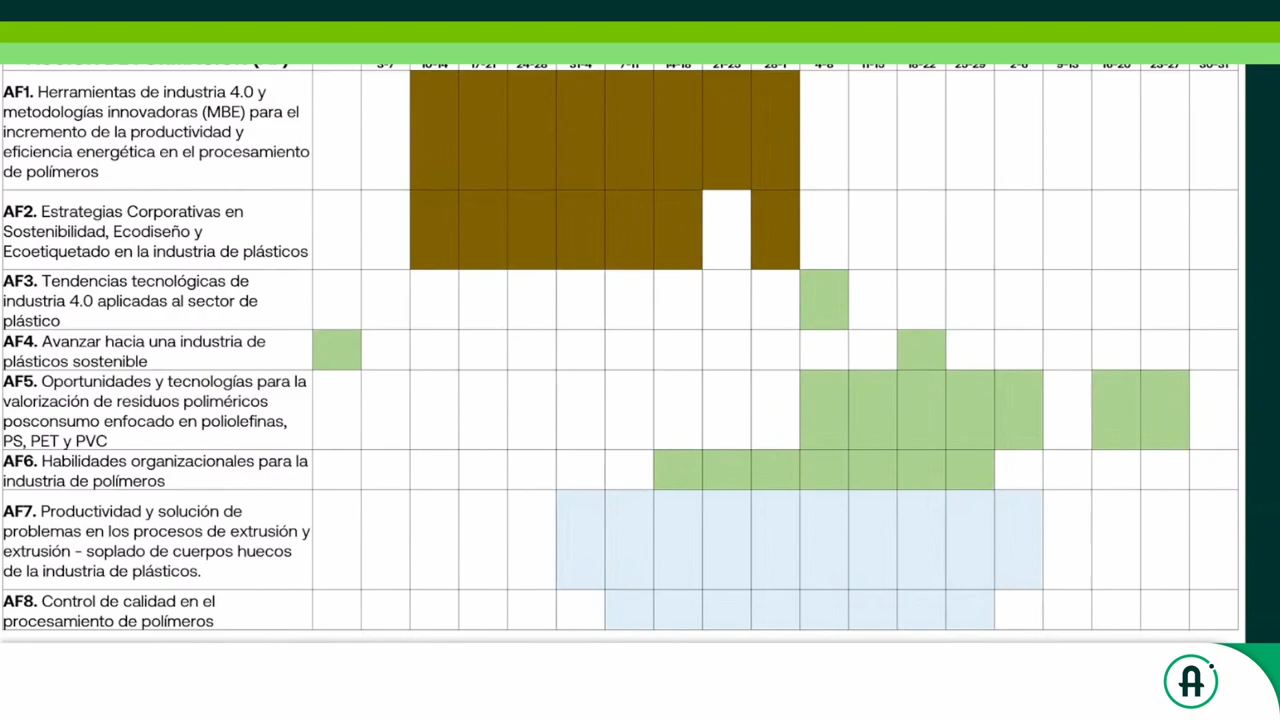 3-7 10-14 17-21 24-28 31-4 7-11 14-18 21-25 28-1 4-8 11-15 18-22 25-29 2-6 9-13 16-20 23-27 30-31
AF1. Herramientas de industria 4.0 y
metodologías innovadoras (MBE) para el
incremento de la productividad y
eficiencia energética en el procesamiento
de polímeros
AF2. Estrategias Corporativas en
Sostenibilidad, Ecodiseño y
Ecoetiquetado en la industria de plásticos
AF3. Tendencias tecnológicas de
industria 4.0 aplicadas al sector de
plástico
AF4. Avanzar hacia una industria de
plásticos sostenible
AF5. Oportunidades y tecnologías para la
valorización de residuos poliméricos
posconsumo enfocado en poliolefinas,
PS, PET y PVC
AF6. Habilidades organizacionales para la
industria de polímeros
AF7. Productividad y solución de
problemas en los procesos de extrusión y
extrusión - soplado de cuerpos huecos
de la industria de plásticos.
AF8. Control de calidad en el
procesamiento de polímeros